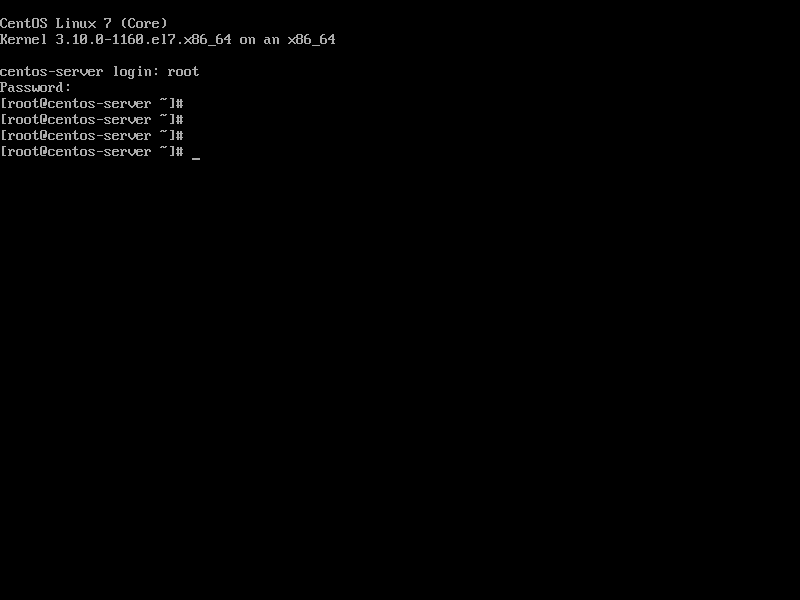 CentOS Linux 7 (Core)
Kernel 3.10.0-1160.el7.x86_64 on an x86_64
centos-server login: root
Password:
[root@centos-server ~]#
[root@centos-server ~]#
[root@centos-server ~]#
[root@centos-server ~]# _